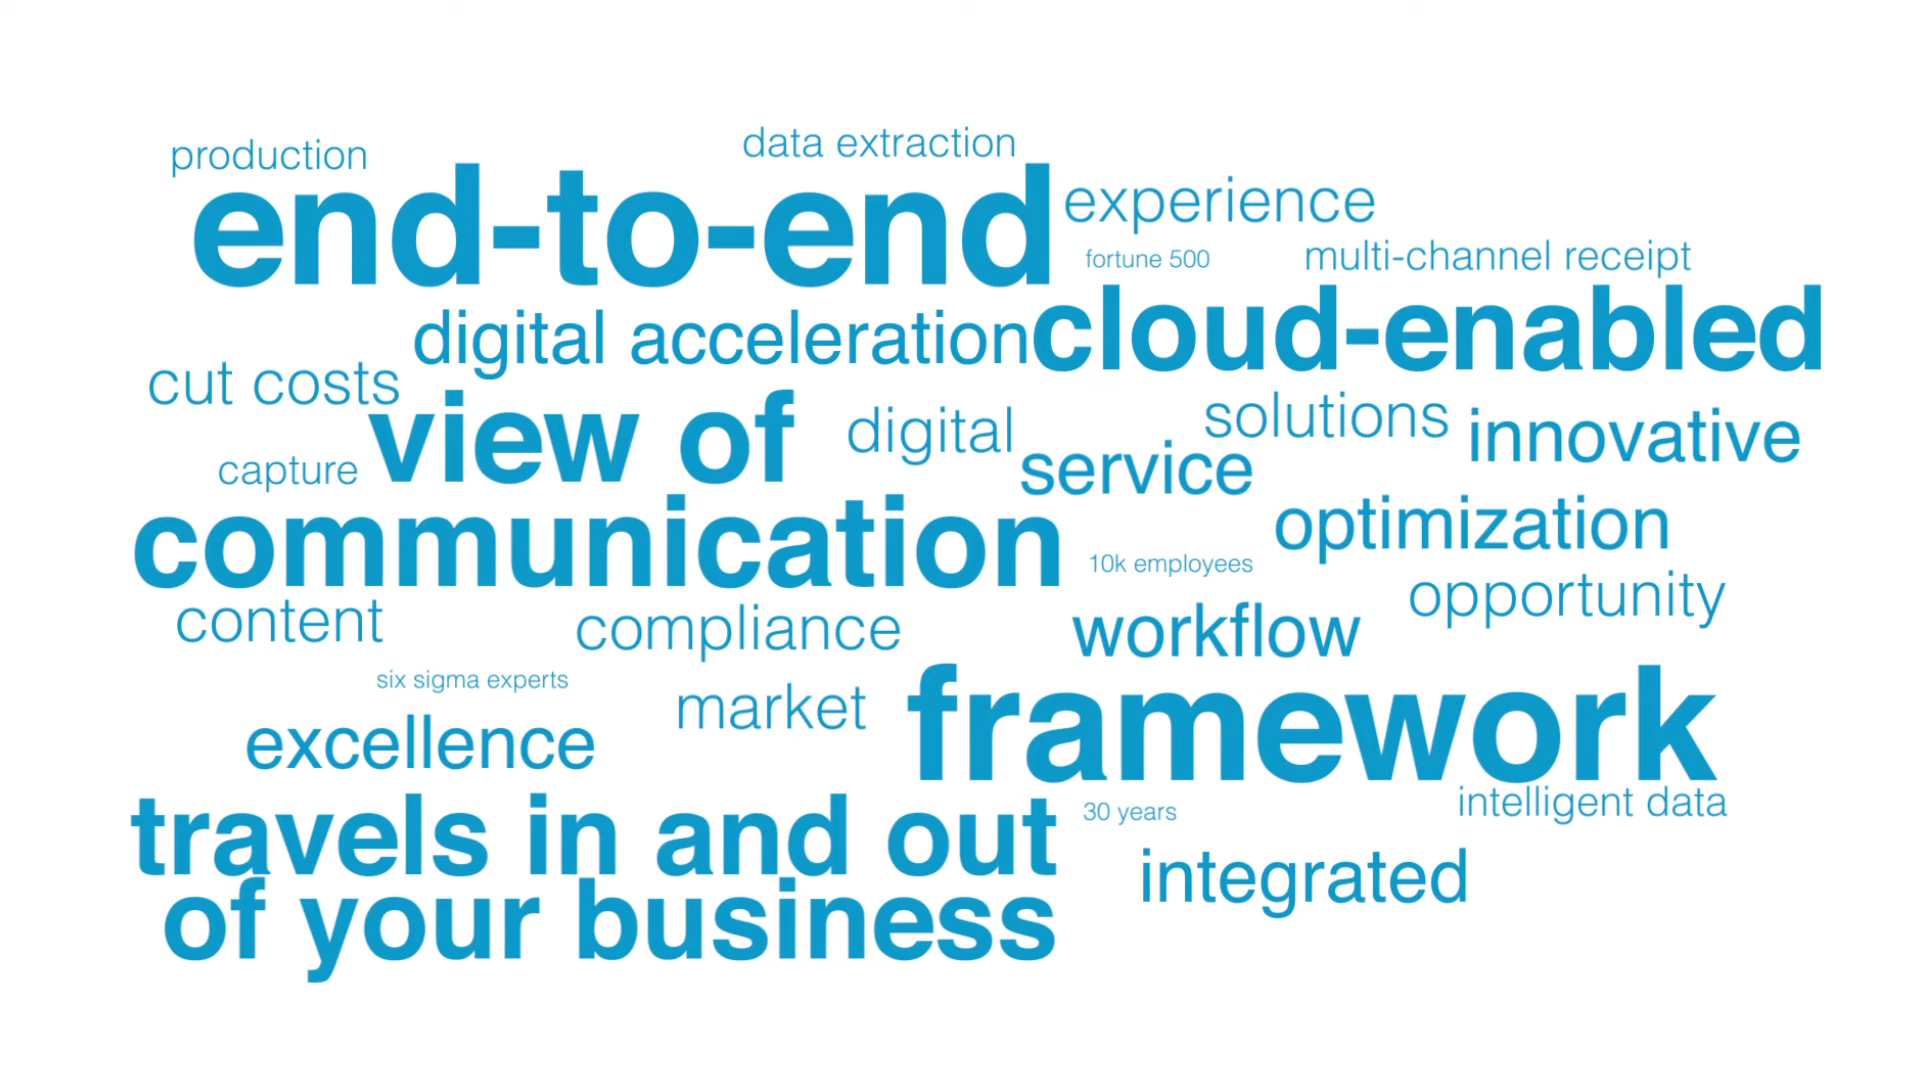 production
data extraction
end-to-end
experience
fortune 500
multi-channel receipt
digital acceleration
cloud-enabled
cut costs
view of
digital
solutions
innovative
capture
service
communication
optimization
10k employees
opportunity
content
compliance
workflow
six sigma experts
market
framework
excellence
intelligent data
travels in and out
30 years
integrated
of your business